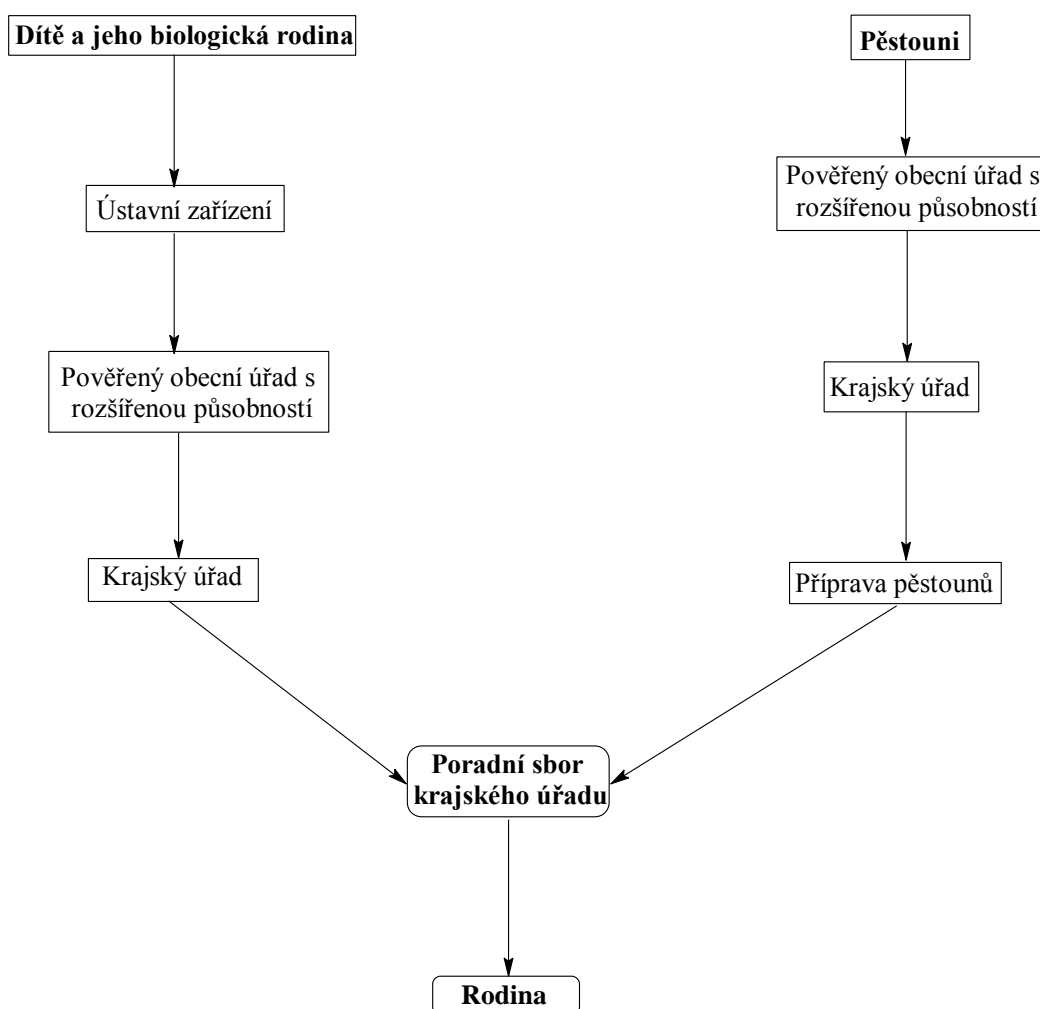 Dítě a jeho biologická rodina
Pěstouni
Pověřený obecní úřad s
rozšířenou působností
Ústavní zařízení
Pověřený obecní úřad s
rozšířenou působností
Krajský úřad
Krajský úřad
Příprava pěstounů
Poradní sbor
krajského úřadu
Rodina